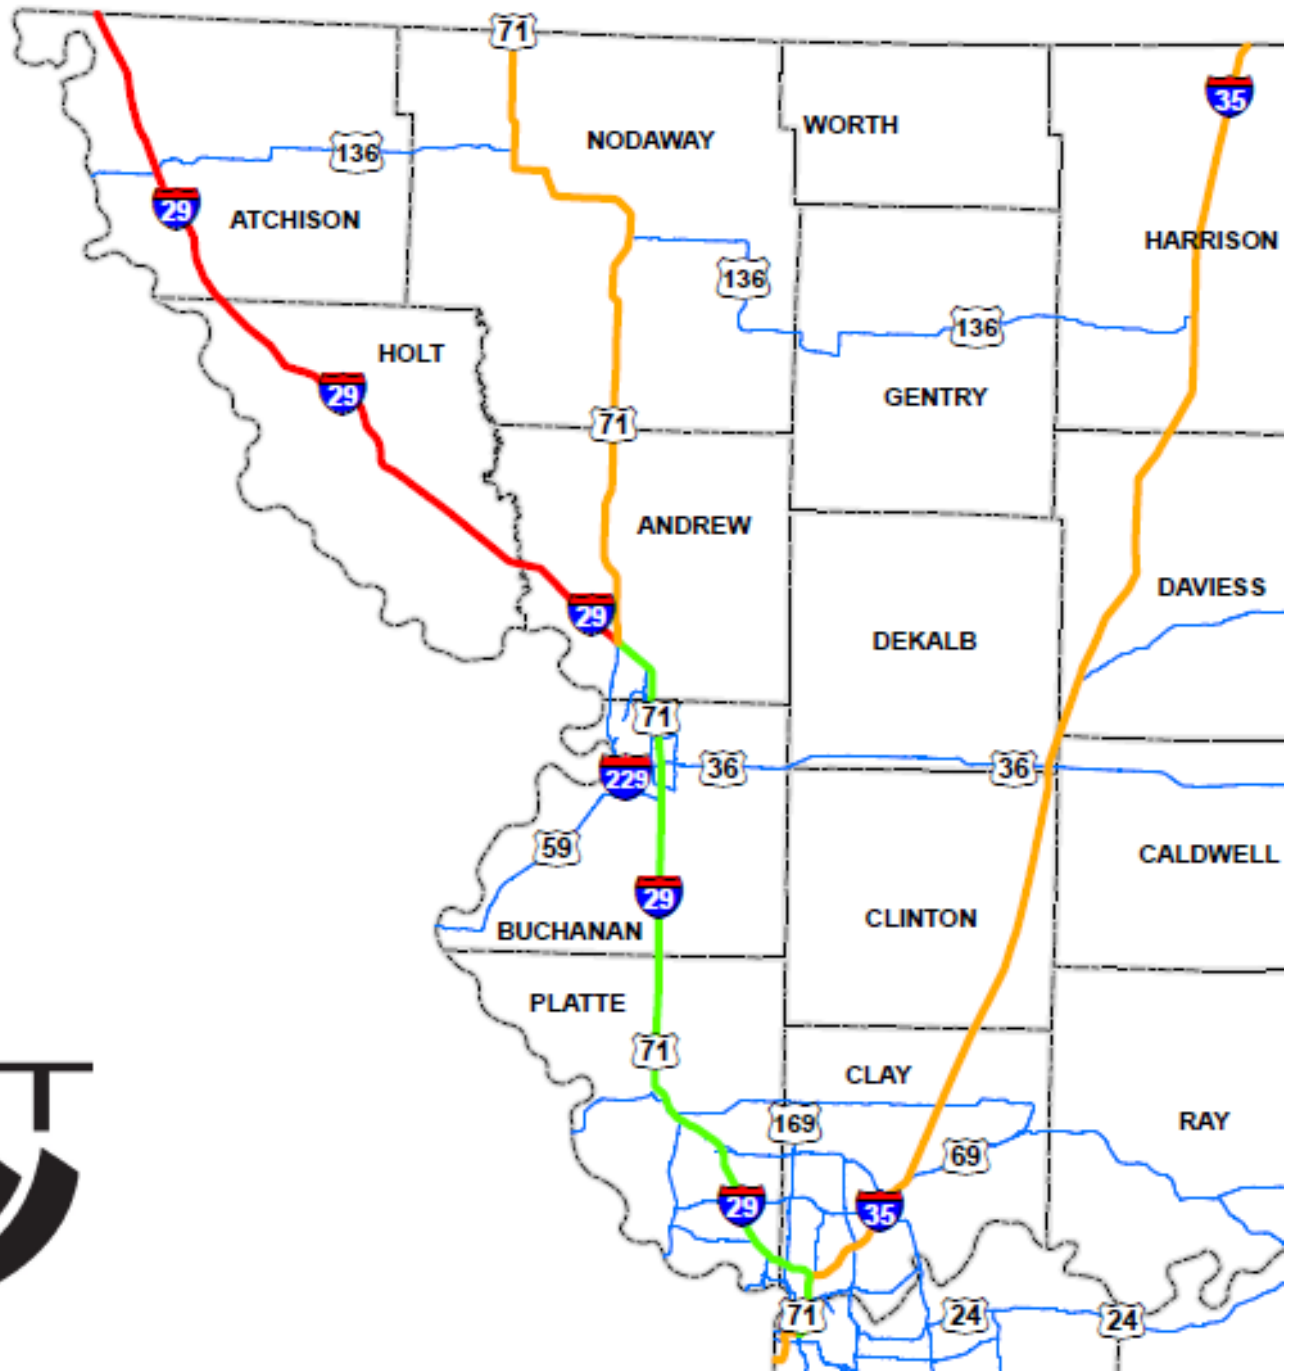 71
35
WORTH
NODAWAY
136
29
ATCHISON
HARRISON
136
136
HOLT
29
GENTRY
71
ANDREW
DAVIESS
29
DEKALB
71
229
36
36
59
CALDWELL
29
CLINTON
BUCHANAN
PLATTE
71
CLAY
169
RAY
69
29
35
71
24
24